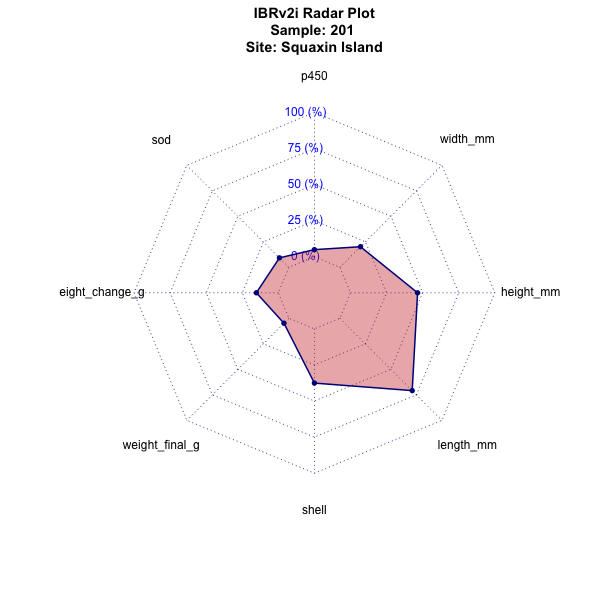 IBRv2i Radar Plot
Sample: 201
Site: Squaxin Island
p450
100 (%)
sod
width_mm
75 (%)
50 (%)
25 (%)
0 (%)
eight_change_g
height_mm
weight_final_g
length_mm
shell